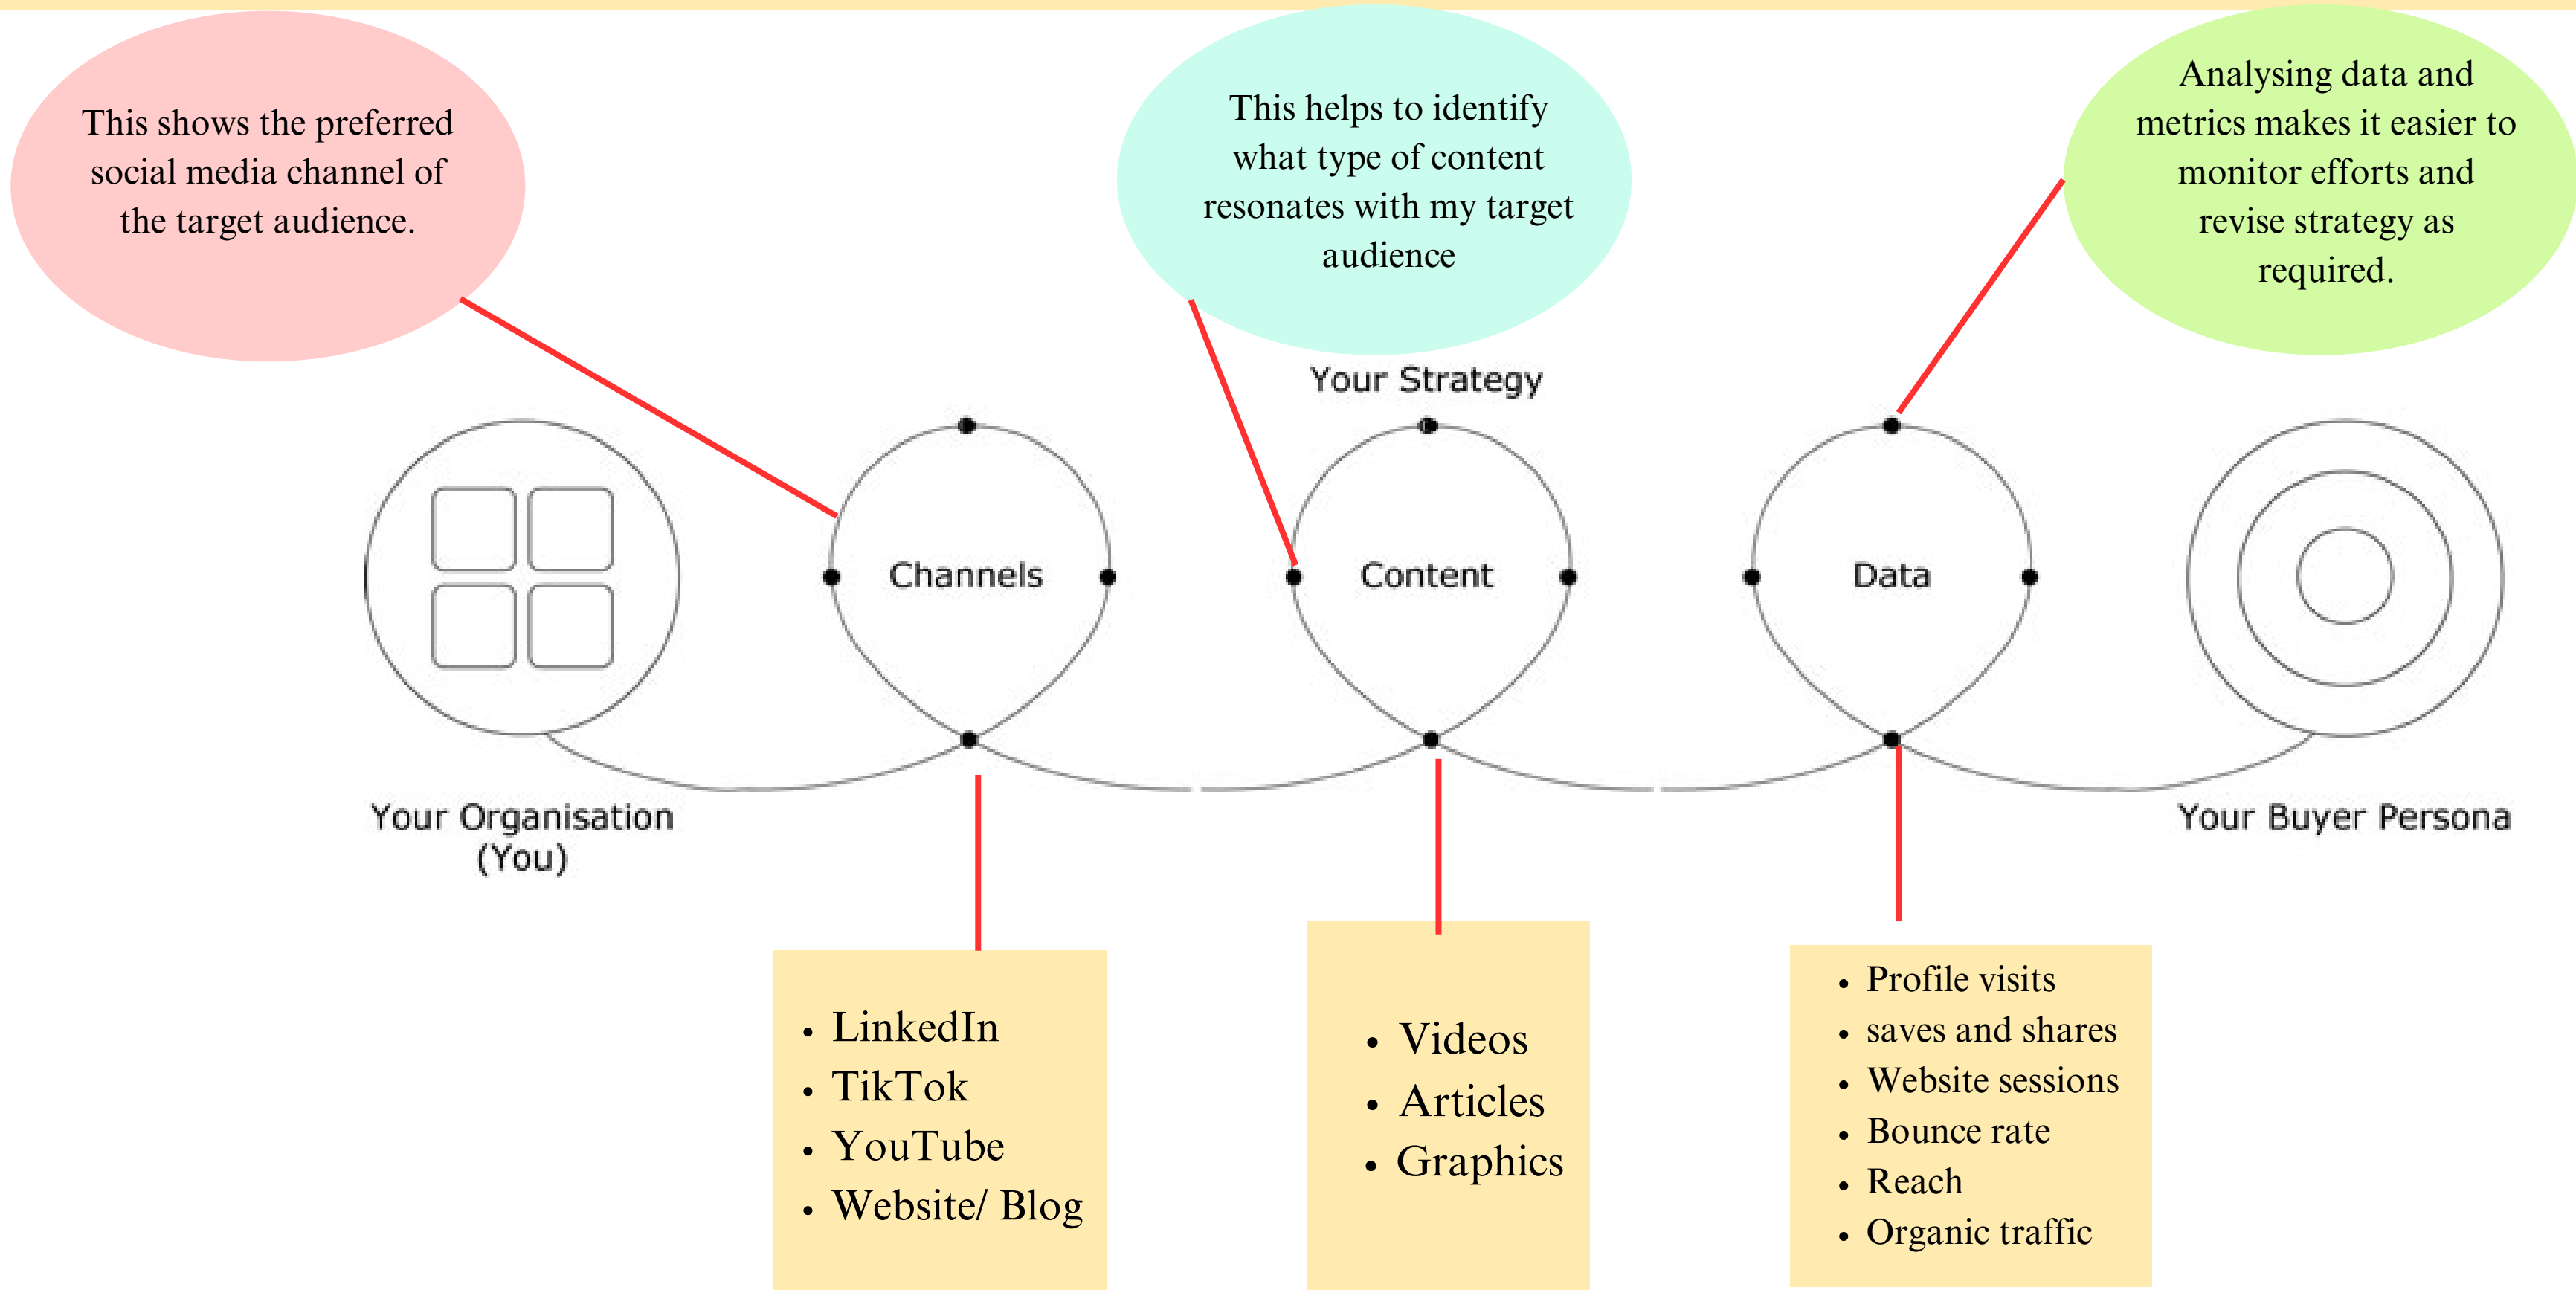 This shows the preferred
social media channel of
the target audience.
This helps to identify
what type of content
resonates with my target
audience
Analysing data and
metrics makes it easier to
monitor efforts and
revise strategy as
required.
Your Strategy
Channels
Content
Data
Your Organisation
(You)
Your Buyer Persona
• LinkedIn
• TikTok
• YouTube
• Website/ Blog
• Videos
• Articles
• Graphics
• Profile visits
• saves and shares
• Website sessions
• Bounce rate
• Reach
• Organic traffic